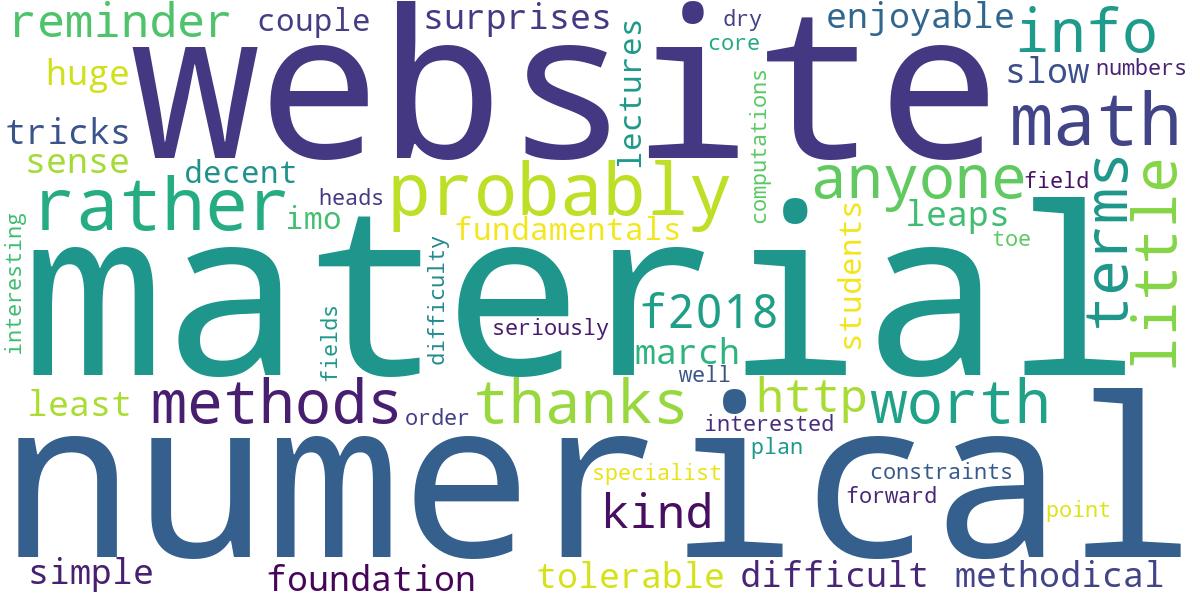 reminder
couple
surprises
dry
core
enjoyable
info
huge
website
lectures
computations
slow
numbers
tricks
math
sense
decent
rather
heads
imo
probably
fundamentals
anyone
field
leaps
toe
terms
little
interesting
material
fields
difficulty
seriously
f2018
march
students
well
least
methods
order
thanks
http
worth
interested
plan
numerical
specialist
kind
constraints
forward
point
simple
foundation
tolerable
difficult
methodical